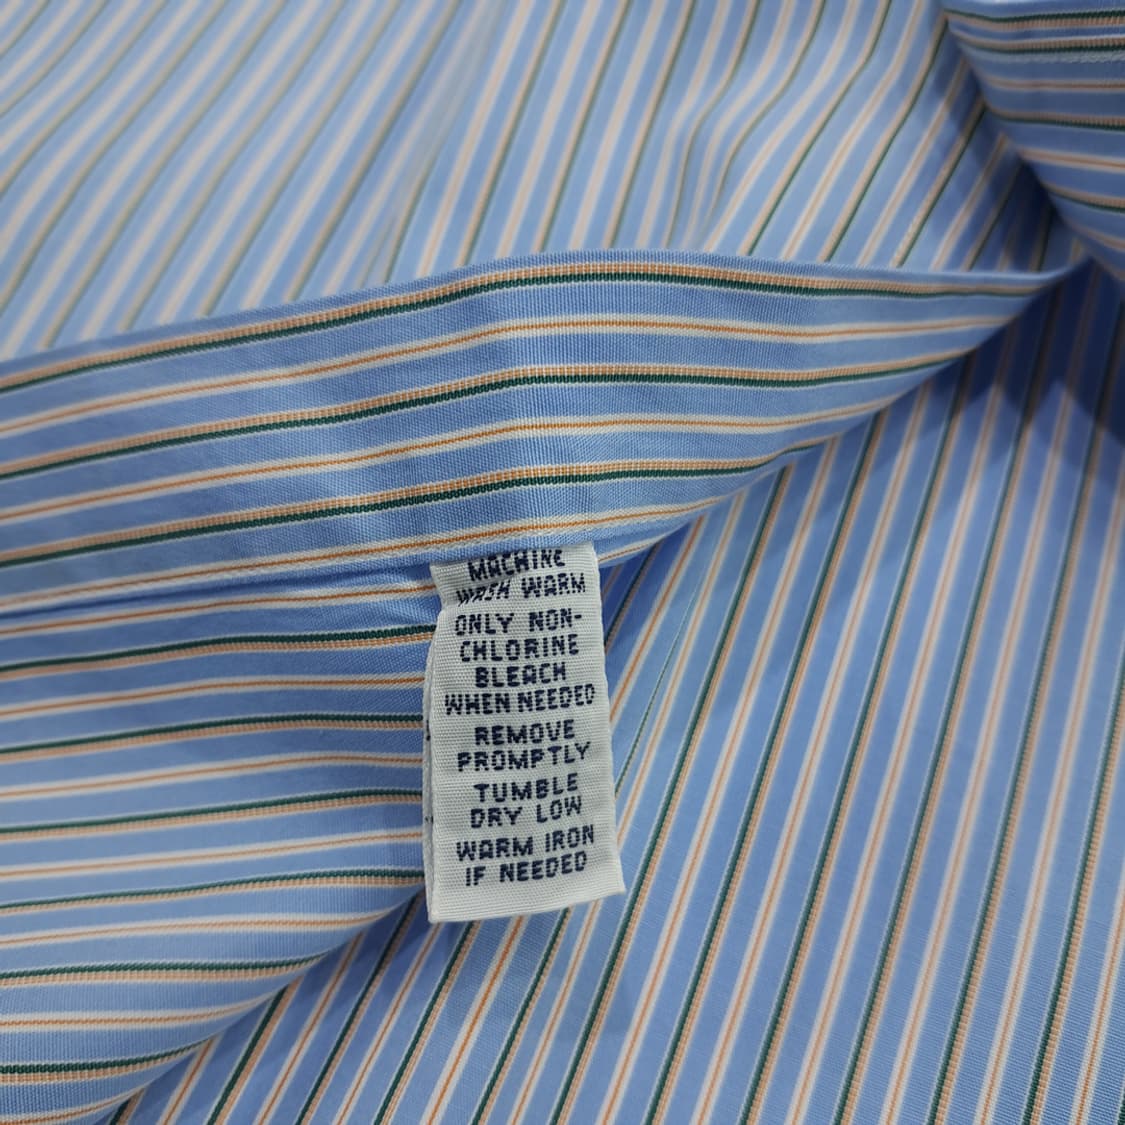 MACHINE
WASH WARM
ONLY NON-
CHLORINE
BLEACH
WHEN NEEDED
REMOVE
PROMPTLY
TUMBLE
DRY LOW
WARM IRON
IF NEEDED